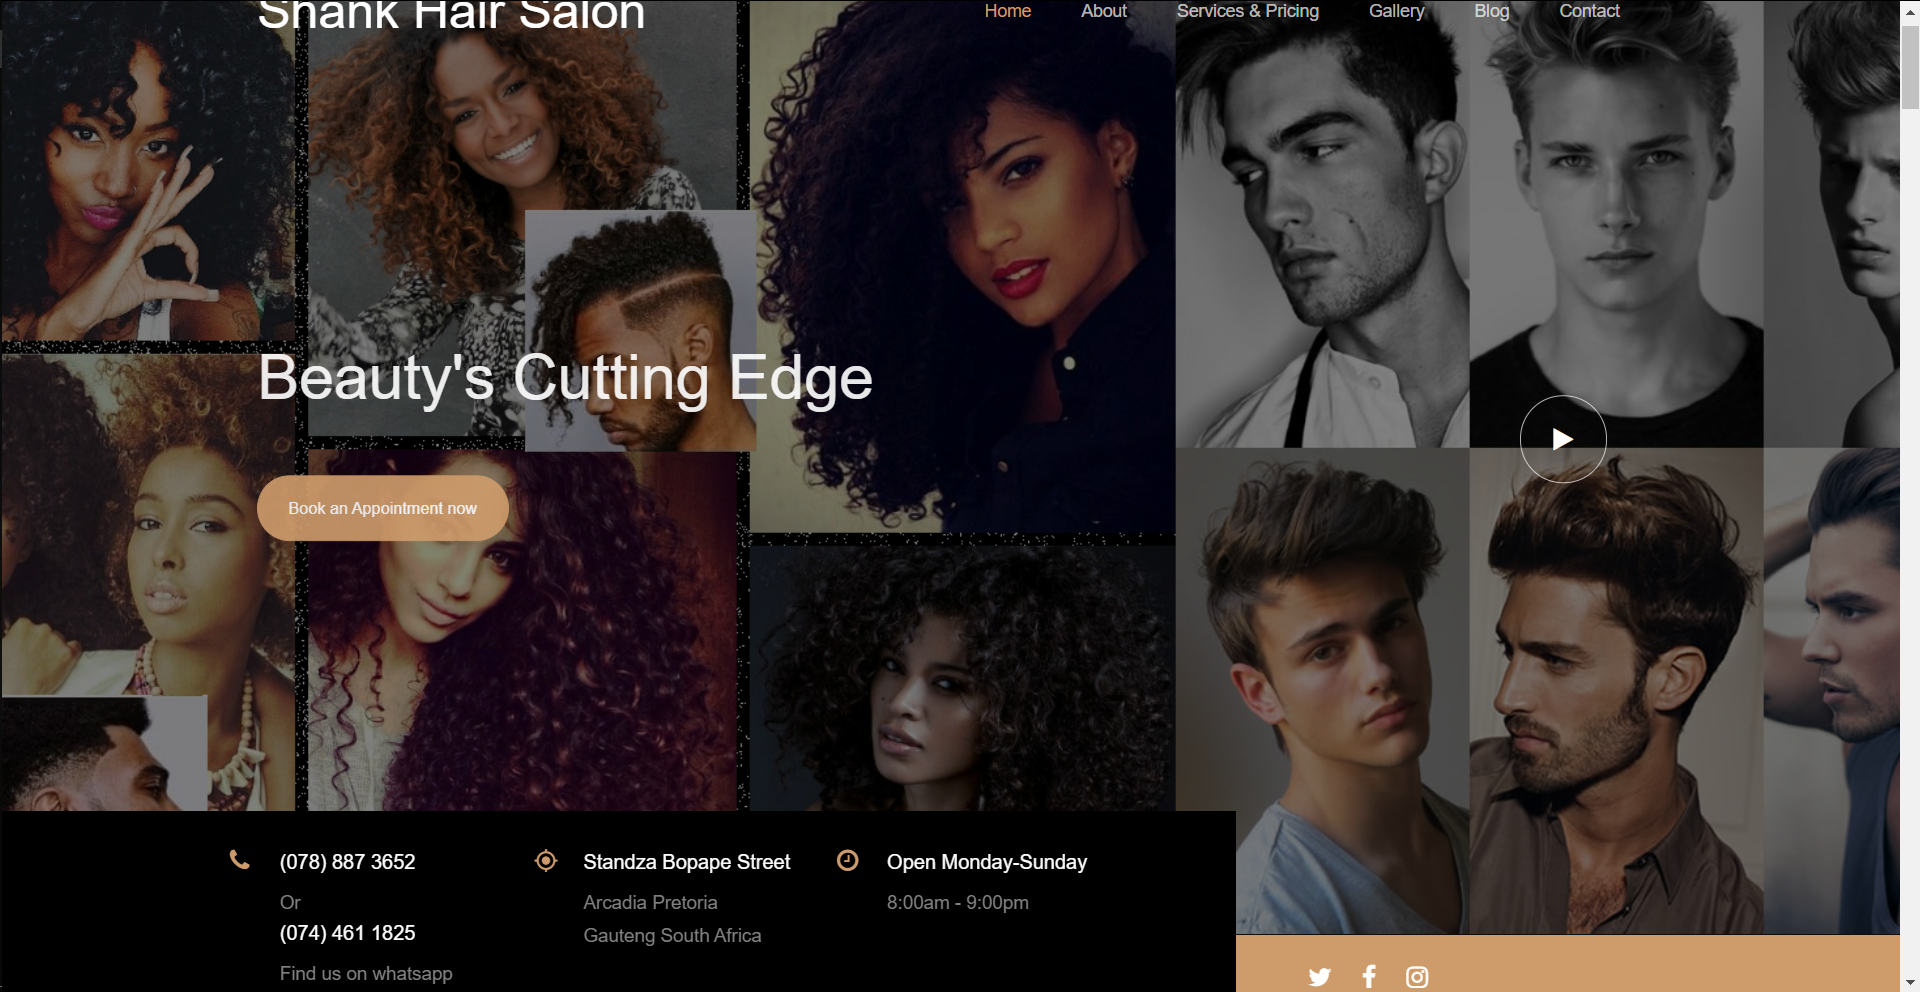 Shank Hair Salon
Home About Services & Pricing Gallery Blog Contact
Beauty's Cutting Edge
Book an Appointment now
(078) 887 3652
Or
(074) 461 1825
Find us on whatsapp
Standza Bopape Street
Arcadia Pretoria
Gauteng South Africa
Open Monday-Sunday
8:00am - 9:00pm